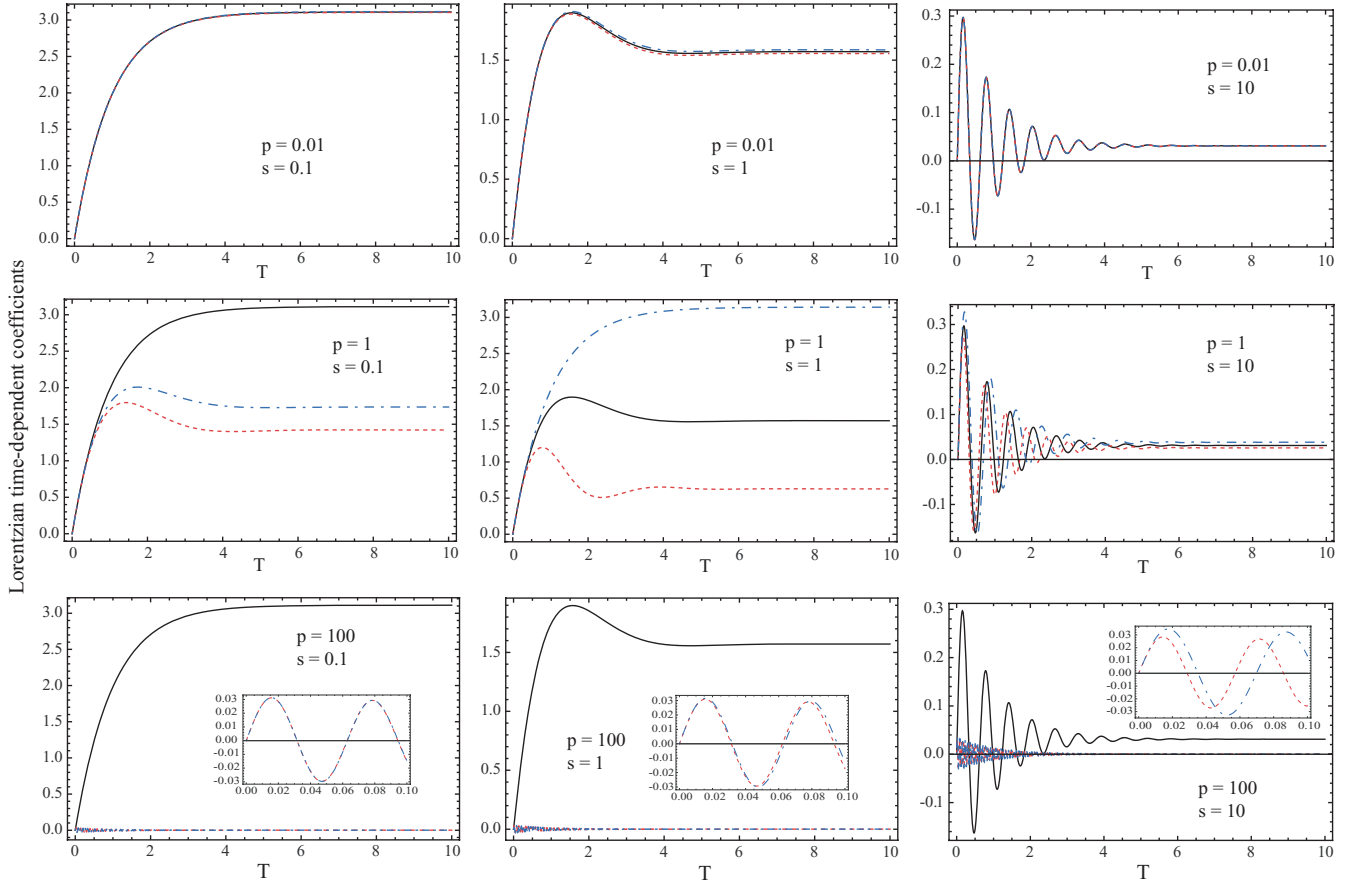 Lorentzian time-dependent coefficients
3.0
2.5
2.0
1.5
1.0
0.5
0.0
p = 0.01
s = 0.1
0 2 4 6 8 10
T
1.5
1.0
0.5
0.0
p = 0.01
s = 1
0 2 4 6 8 10
T
0.3
0.2
0.1
0.0
-0.1
p = 0.01
s = 10
0 2 4 6 8 10
T
3.0
2.5
2.0
1.5
1.0
0.5
0.0
p = 1
s = 0.1
0 2 4 6 8 10
T
3.0
2.5
2.0
1.5
1.0
0.5
0.0
p = 1
s = 1
0 2 4 6 8 10
T
0.3
0.2
0.1
0.0
-0.1
p = 1
s = 10
0 2 4 6 8 10
T
3.0
2.5
2.0
1.5
1.0
0.5
0.0
p = 100
s = 0.1
0.03
0.02
0.01
0.00
-0.01
-0.02
-0.03
0.00 0.02 0.04 0.06 0.08 0.10
0 2 4 6 8 10
T
1.5
1.0
0.5
0.0
p = 100
s = 1
0.03
0.02
0.01
0.00
-0.01
-0.02
-0.03
0.00 0.02 0.04 0.06 0.08 0.10
0 2 4 6 8 10
T
0.3
0.2
0.1
0.0
-0.1
0.03
0.02
0.01
0.00
-0.01
-0.02
-0.03
0.00 0.02 0.04 0.06 0.08 0.10
p = 100
s = 10
0 2 4 6 8 10
T